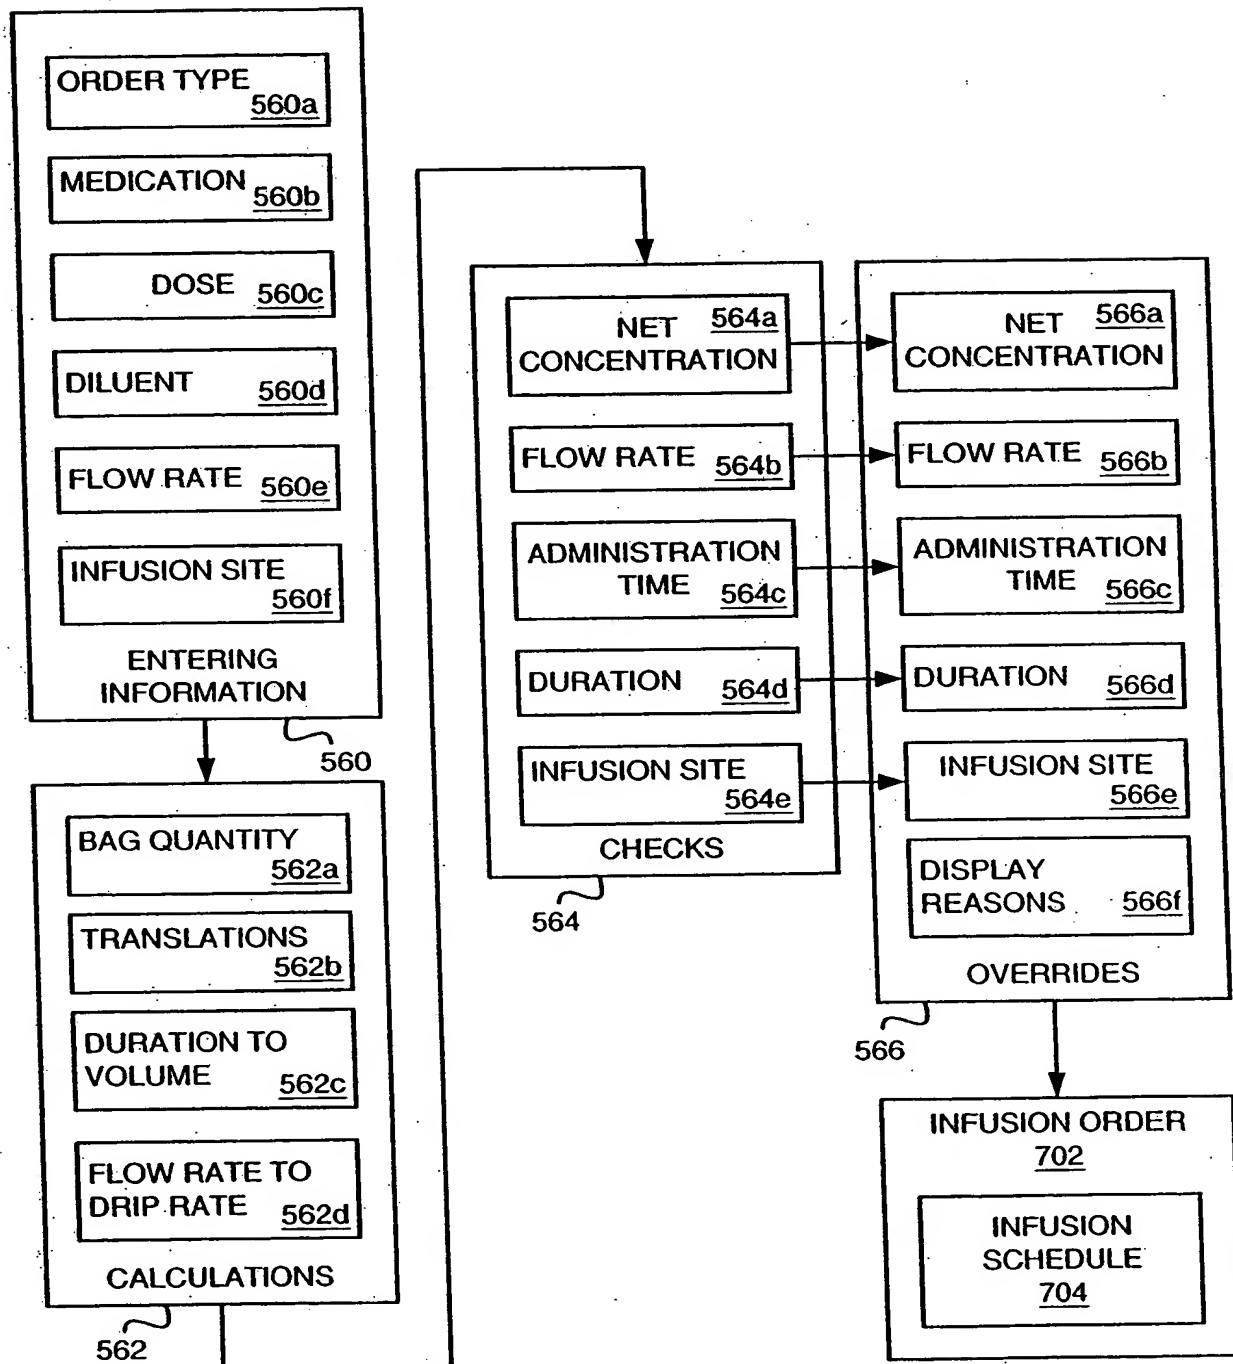 ORDER TYPE
560a
MEDICATION
560b
DOSE 560c
DILUENT
560d
FLOW RATE 560e
INFUSION SITE
560f
ENTERING
INFORMATION
560
BAG QUANTITY
562a
TRANSLATIONS
562b
DURATION TO
VOLUME 562c
FLOW RATE TO
DRIP RATE 562d
CALCULATIONS
562
NET 564a
CONCENTRATION
FLOW RATE 564b
ADMINISTRATION
TIME 564c
DURATION 564d
INFUSION SITE
564e
CHECKS
564
NET 566a
CONCENTRATION
FLOW RATE 566b
ADMINISTRATION
TIME 566c
DURATION 566d
INFUSION SITE
566e
DISPLAY
REASONS 566f
OVERRIDES
566
INFUSION ORDER
702
INFUSION
SCHEDULE
704